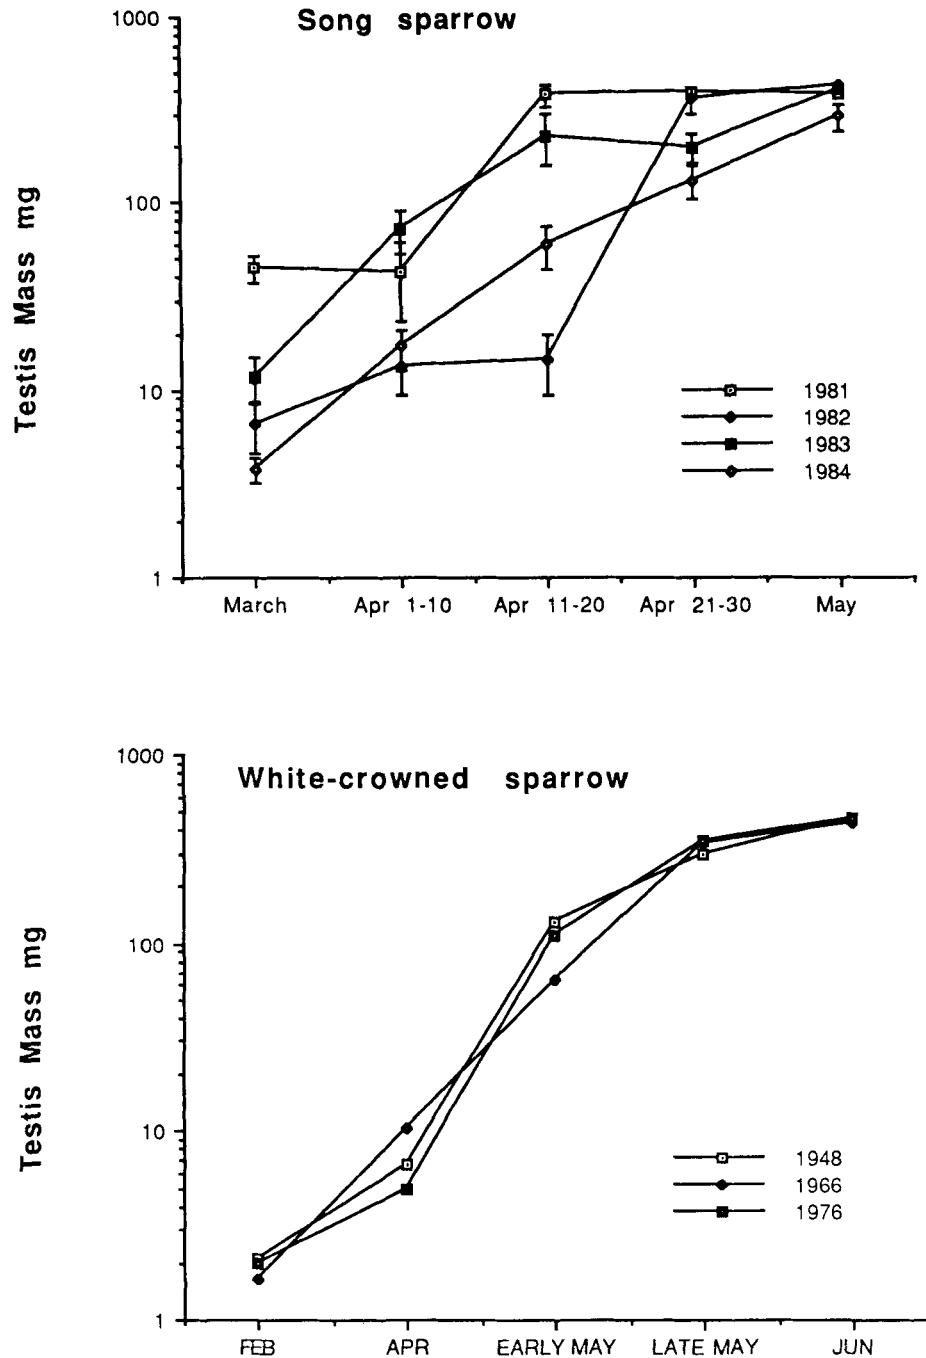 Song sparrow
1000
100
10
1
Testis Mass mg
1981
1982
1983
1984
March Apr 1-10 Apr 11-20 Apr 21-30 May
White-crowned sparrow
1000
100
10
1
Testis Mass mg
1948
1966
1976
FEB APR EARLY MAY LATE MAY JUN